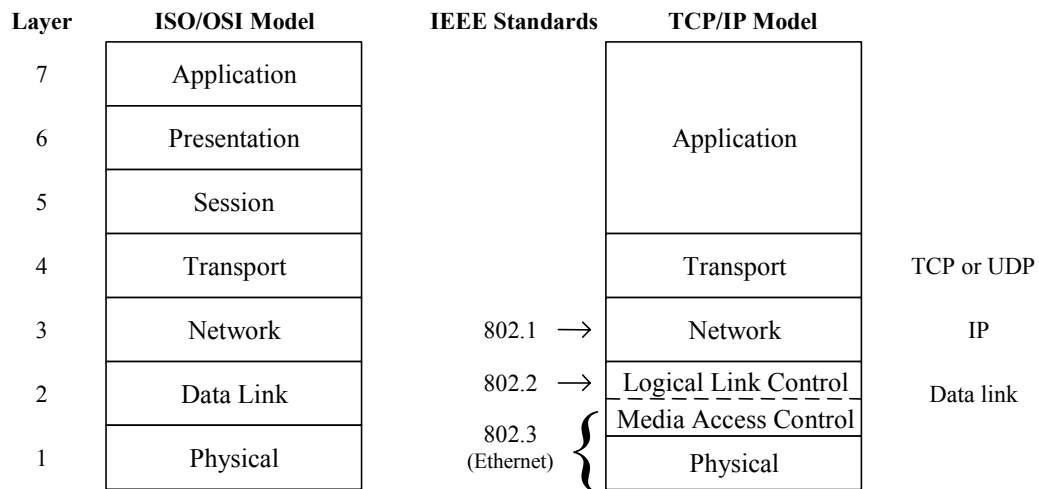 Layer ISO/OSI Model IEEE Standards TCP/IP Model
7 Application
6 Presentation Application
5 Session
4 Transport Transport TCP or UDP
3 Network 802.1 Network IP
802.2 Logical Link Control
2 Data Link Data link
Media Access Control
802.3
(Ethernet)
1 Physical Physical